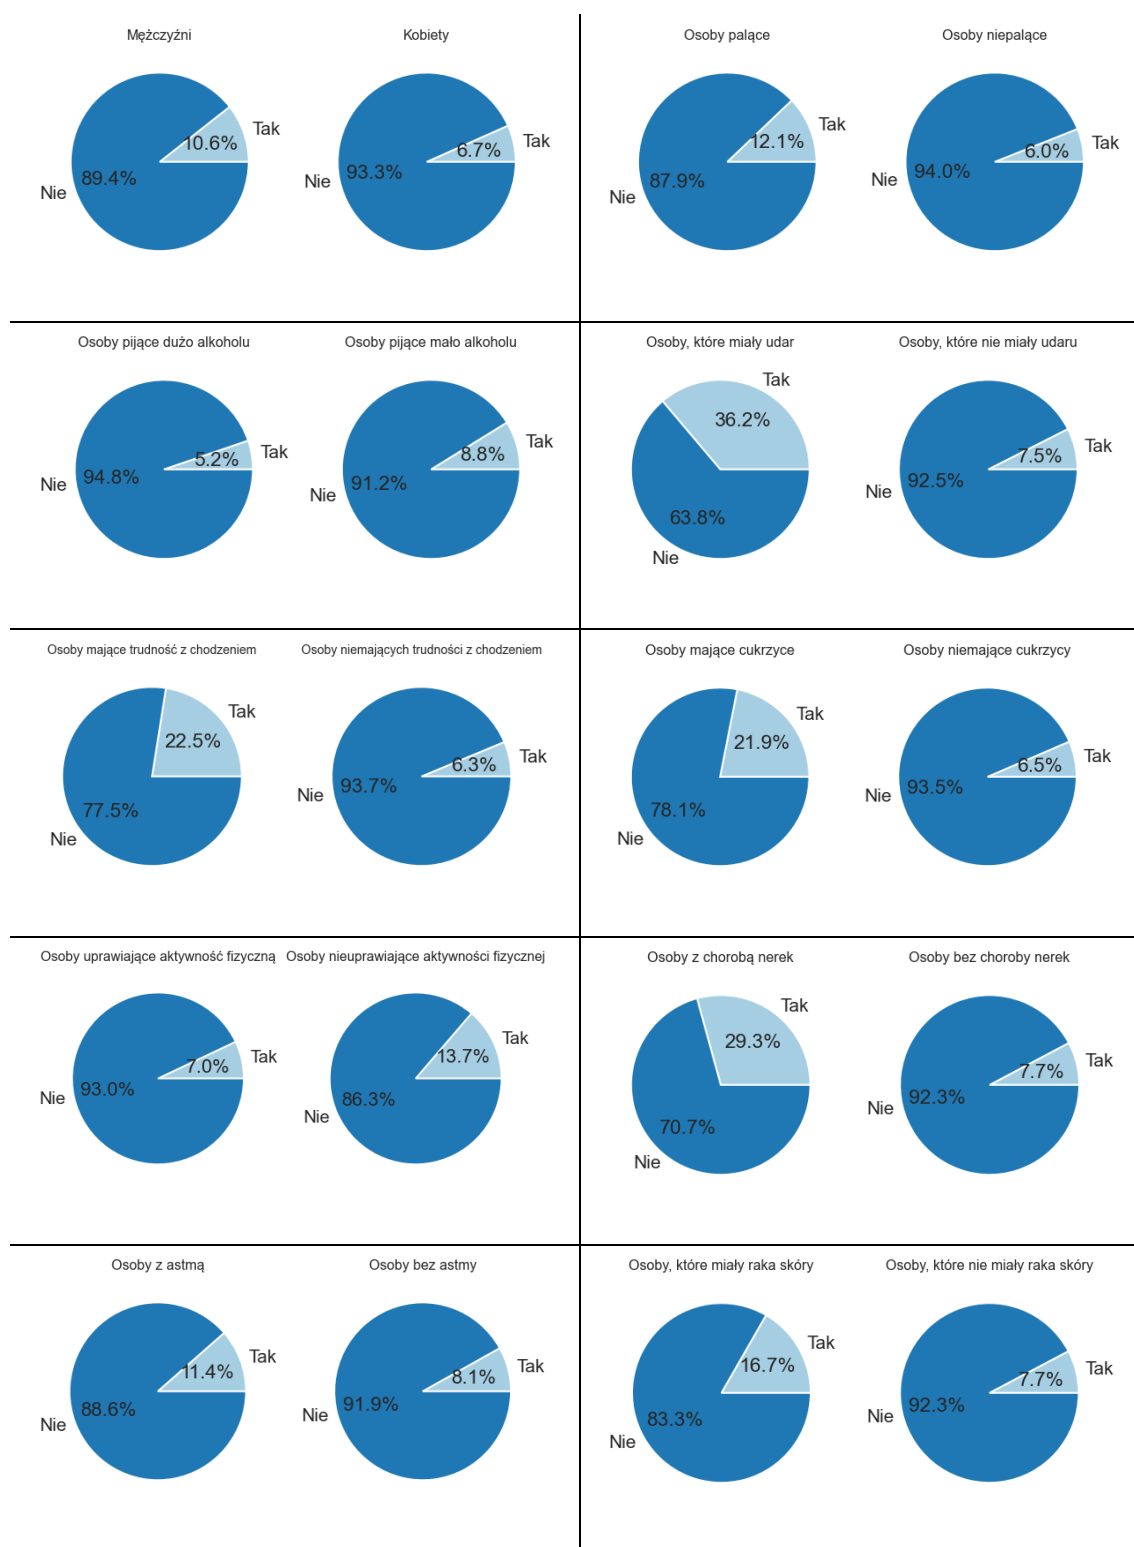 Mężczyźni
Tak
10.6%
89.4%
Nie
Kobiety
Tak
6.7%
93.3%
Nie
Osoby palące
Tak
12.1%
87.9%
Nie
Osoby niepalące
Tak
6.0%
94.0%
Nie
Osoby pijące dużo alkoholu
Tak
5.2%
94.8%
Nie
Osoby pijące mało alkoholu
Tak
8.8%
91.2%
Nie
Osoby, które miały udar
Tak
36.2%
63.8%
Nie
Osoby, które nie miały udaru
Tak
7.5%
92.5%
Nie
Osoby mające trudność z chodzeniem
Tak
22.5%
77.5%
Nie
Osoby niemających trudności z chodzeniem
Tak
6.3%
93.7%
Nie
Osoby mające cukrzyce
Tak
21.9%
78.1%
Nie
Osoby niemające cukrzycy
Tak
6.5%
93.5%
Nie
Osoby uprawiające aktywność fizyczną
Tak
7.0%
93.0%
Nie
Osoby nieuprawiające aktywności fizycznej
Tak
13.7%
86.3%
Nie
Osoby z chorobą nerek
Tak
29.3%
70.7%
Nie
Osoby bez choroby nerek
Tak
7.7%
92.3%
Nie
Osoby z astmą
Tak
11.4%
88.6%
Nie
Osoby bez astmy
Tak
8.1%
91.9%
Nie
Osoby, które miały raka skóry
Tak
16.7%
83.3%
Nie
Osoby, które nie miały raka skóry
Tak
7.7%
92.3%
Nie